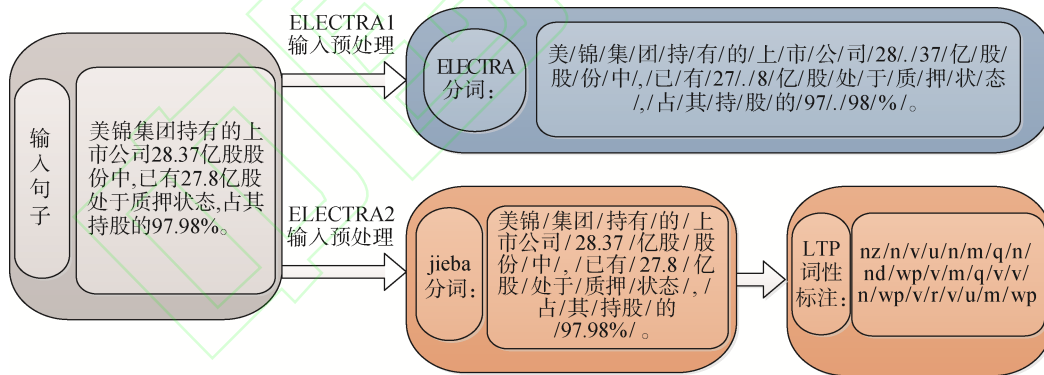 ELECTRA1
输入预处理
输
入
句
子
美锦集团持有的上
市公司28.37亿股股
份中,已有27.8亿股
处于质押状态,占其
持股的97.98%。
ELECTRA
分词：
美/锦/集/团/持/有/的/上/市/公/司/28/./37/亿/股/
股/份/中/,/已/有/27/./8/亿/股/处/于/质/押/状/态
/,/占/其/持/股/的/97/./98/%/。
ELECTRA2
输入预处理
jieba
分词：
美锦/集团/持有/的/上
市公司/28.37/亿股/股
份/中/, /已有/27.8/亿
股/处于/质押/状态/, /
占/其/持股/的
/97.98%/。
LTP
词性
标注：
nz/n/v/u/n/m/q/n/
nd/wp/v/m/q/v/v/
n/wp/v/r/v/u/m/wp